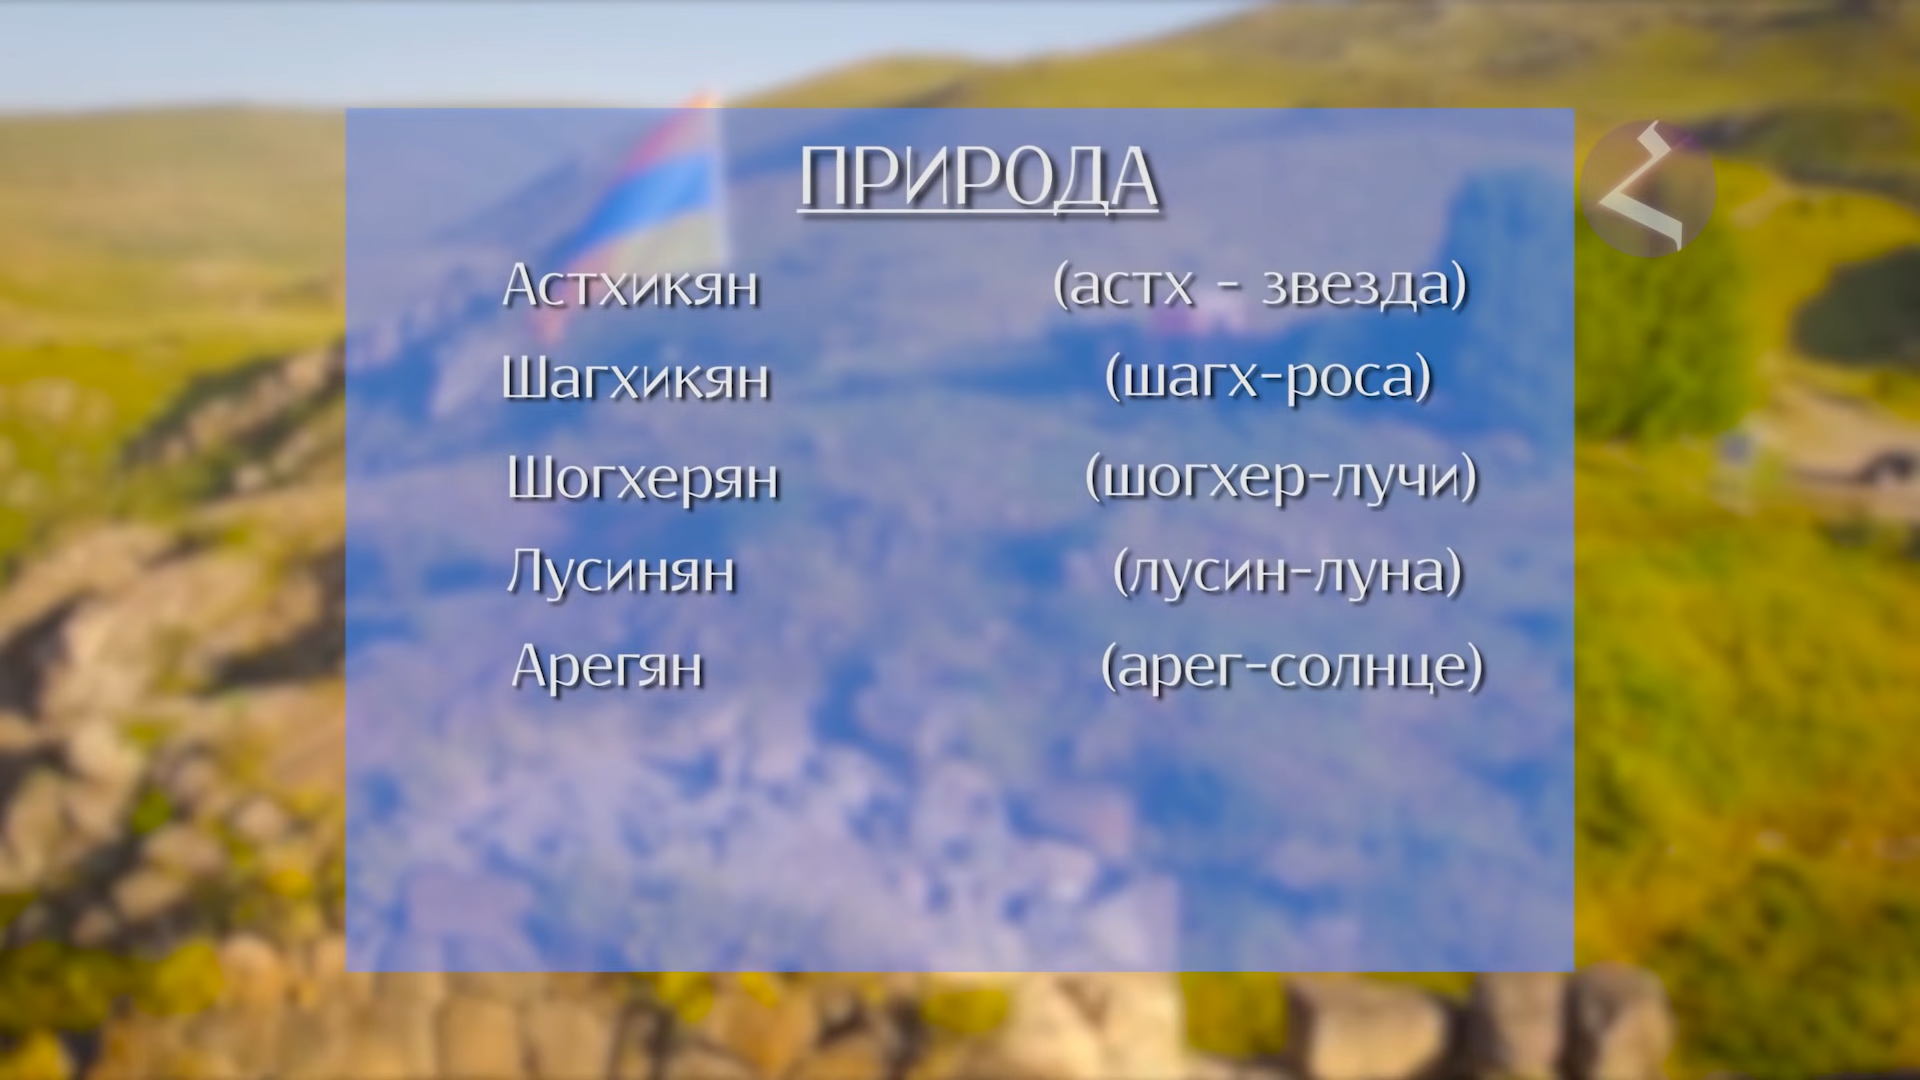 ПРИРОДА
Астхикян (астх - звезда)
Шагхикян (шагх-роса)
Шогхерян (шогхер-лучи)
Лусинян (лусин-луна)
Арегян (арег-солнце)